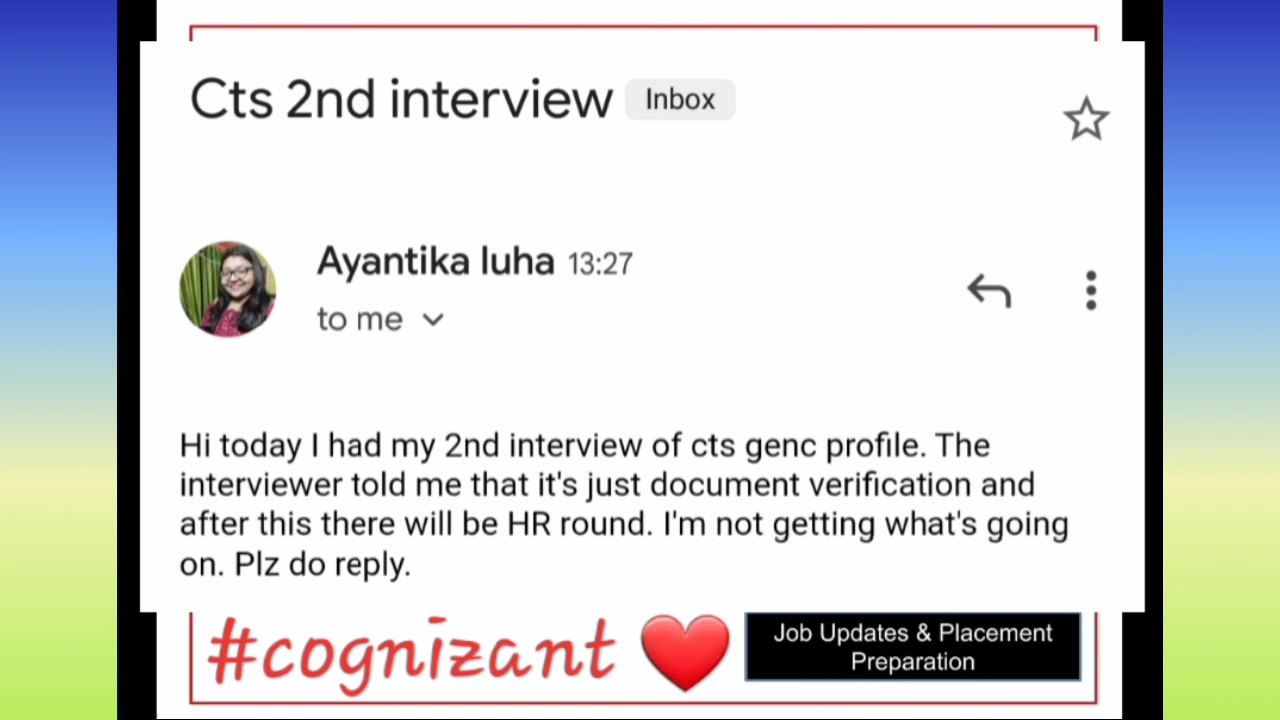 Cts 2nd interview Inbox
Ayantika luha 13:27
to me
Hi today I had my 2nd interview of cts genc profile. The
interviewer told me that it's just document verification and
after this there will be HR round. I'm not getting what's going
on. Plz do reply.
#cognizant
Job Updates & Placement
Preparation